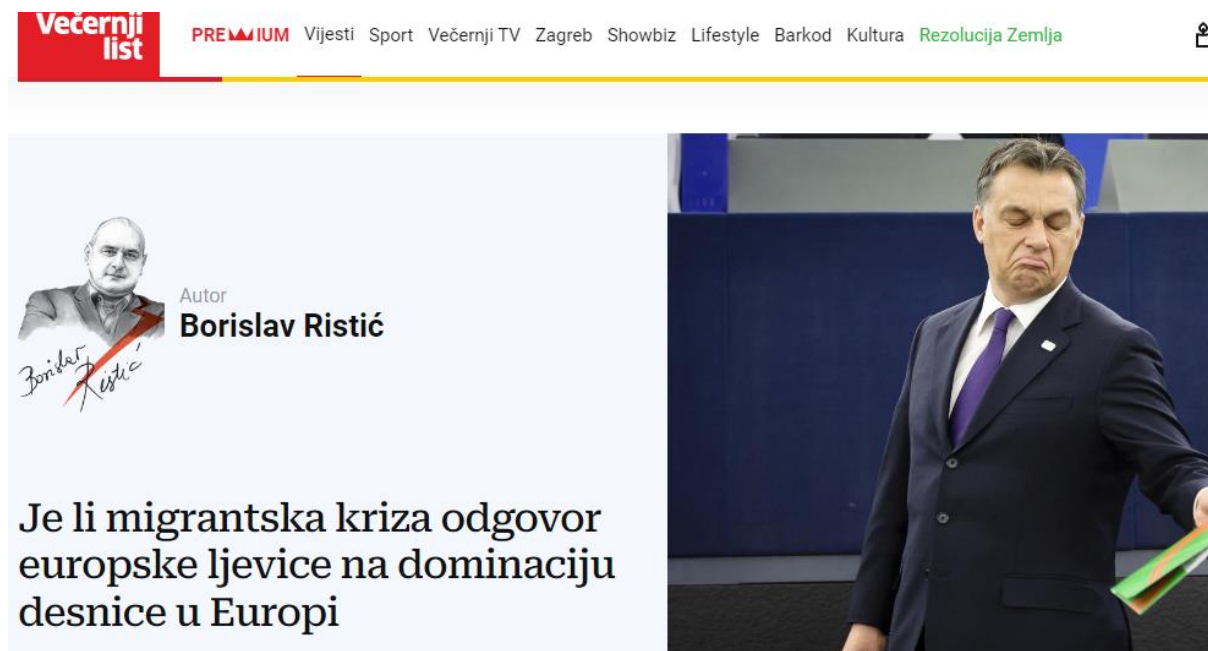 Večernji
list
PREMIUM Vijesti Sport Večernji TV Zagreb Showbiz Lifestyle Barkod Kultura Rezolucija Zemlja
Autor
Borislav Ristić
Borislav
Ristić
Je li migrantska kriza odgovor
europske ljevice na dominaciju
desnice u Europi